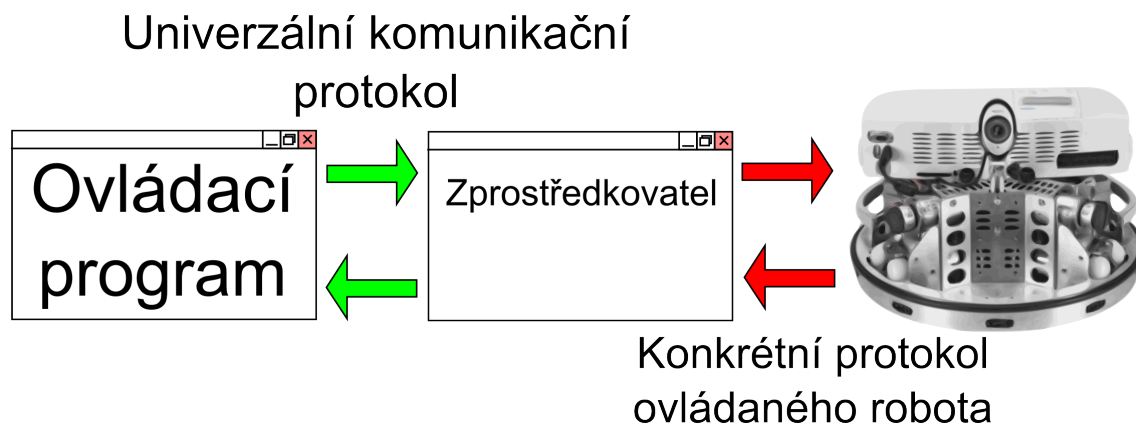 Univerzální komunikační
protokol
Ovládací
program
Zprostředkovatel
Konkrétní protokol
ovládaného robota